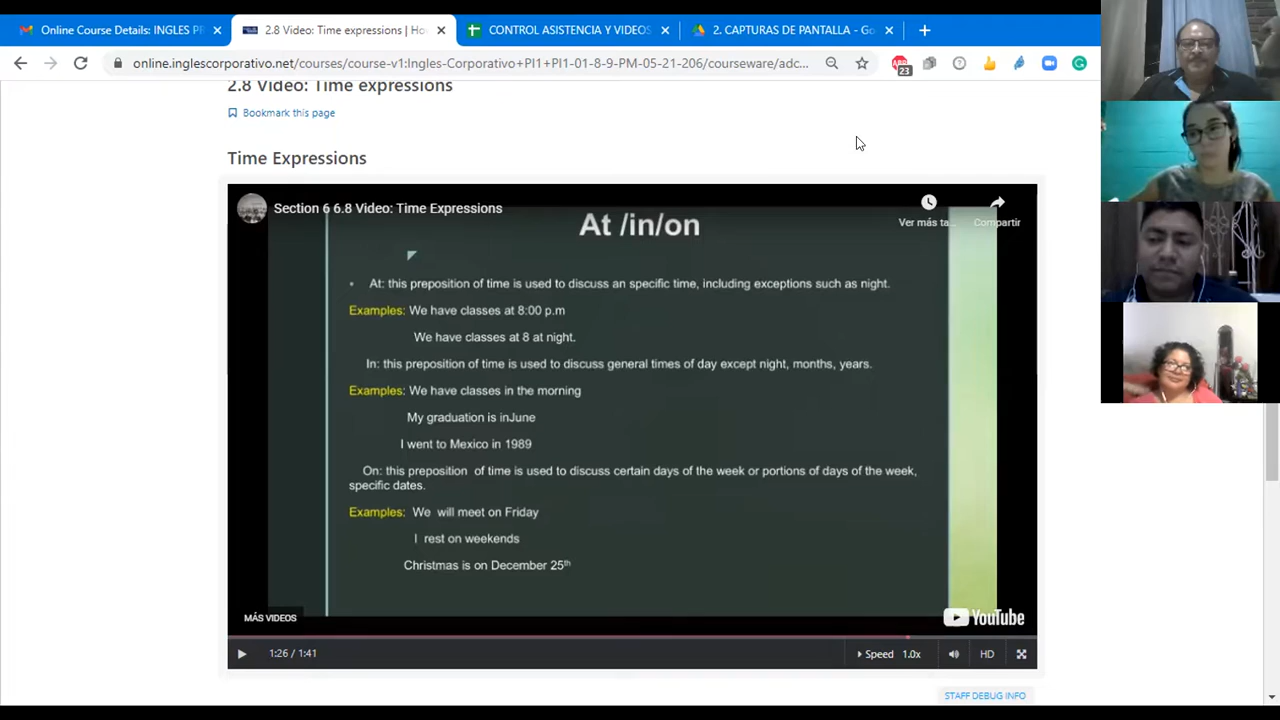 Online Course Details: INGLES PR
2.8 Video: Time expressions | Ho
CONTROL ASISTENCIA Y VIDEOS
2. CAPTURAS DE PANTALLA - Go
online.inglescorporativo.net/courses/course-v1:Ingles-Corporativo+PI1+PI1-01-8-9-PM-05-21-206/courseware/adc...
ABP
23
2.8 Video: Time expressions
Bookmark this page
Time Expressions
Section 6 6.8 Video: Time Expressions
Ver más ta...
Compartir
At /in/on
• At: this preposition of time is used to discuss an specific time, including exceptions such as night.
Examples: We have classes at 8:00 p.m
We have classes at 8 at night.
In: this preposition of time is used to discuss general times of day except night, months, years.
Examples: We have classes in the morning
My graduation is inJune
I went to Mexico in 1989
On: this preposition of time is used to discuss certain days of the week or portions of days of the week,
specific dates.
Examples: We will meet on Friday
I rest on weekends
Christmas is on December 25th
MÁS VIDEOS
YouTube
1:26 / 1:41
Speed 1.0x
HD
STAFF DEBUG INFO